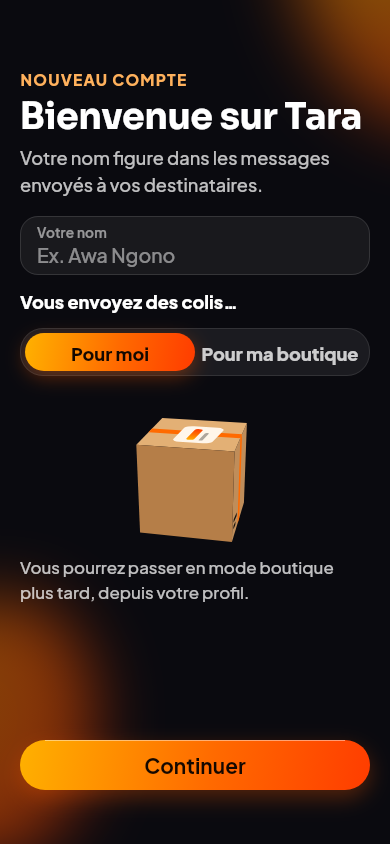 NOUVEAU COMPTE
Bienvenue sur Tara
Votre nom figure dans les messages
envoyés à vos destinataires.
Votre nom
Ex. Awa Ngono
Vous envoyez des colis…
Pour moi
Pour ma boutique
Vous pourrez passer en mode boutique
plus tard, depuis votre profil.
Continuer